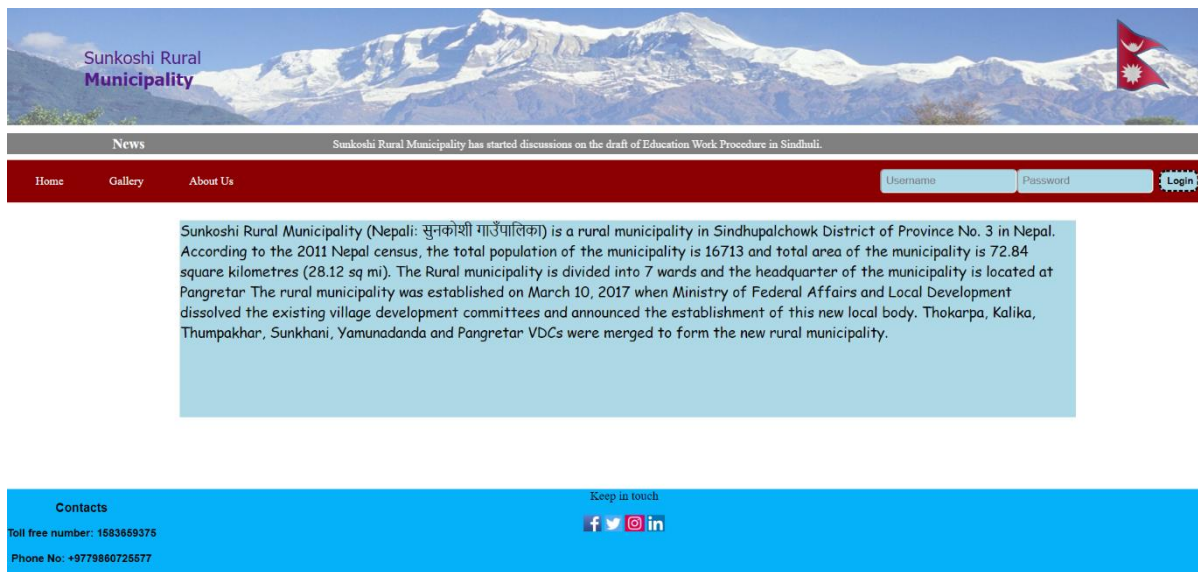 Sunkoshi Rural
Municipality
News
Sunkoshi Rural Municipality has started discussions on the draft of Education Work Procedure in Sindhuli.
Home Gallery About Us Username Password Login
Sunkoshi Rural Municipality (Nepali: सुनकोशी गाउँपालिका) is a rural municipality in Sindhupalchowk District of Province No. 3 in Nepal.
According to the 2011 Nepal census, the total population of the municipality is 16713 and total area of the municipality is 72.84
square kilometres (28.12 sq mi). The Rural municipality is divided into 7 wards and the headquarter of the municipality is located at
Pangretar The rural municipality was established on March 10, 2017 when Ministry of Federal Affairs and Local Development
dissolved the existing village development committees and announced the establishment of this new local body. Thokarpa, Kalika,
Thumpakhar, Sunkhani, Yamunadanda and Pangretar VDCs were merged to form the new rural municipality.
Contacts
Toll free number: 1583659375
Phone No: +9779860725577
Keep in touch